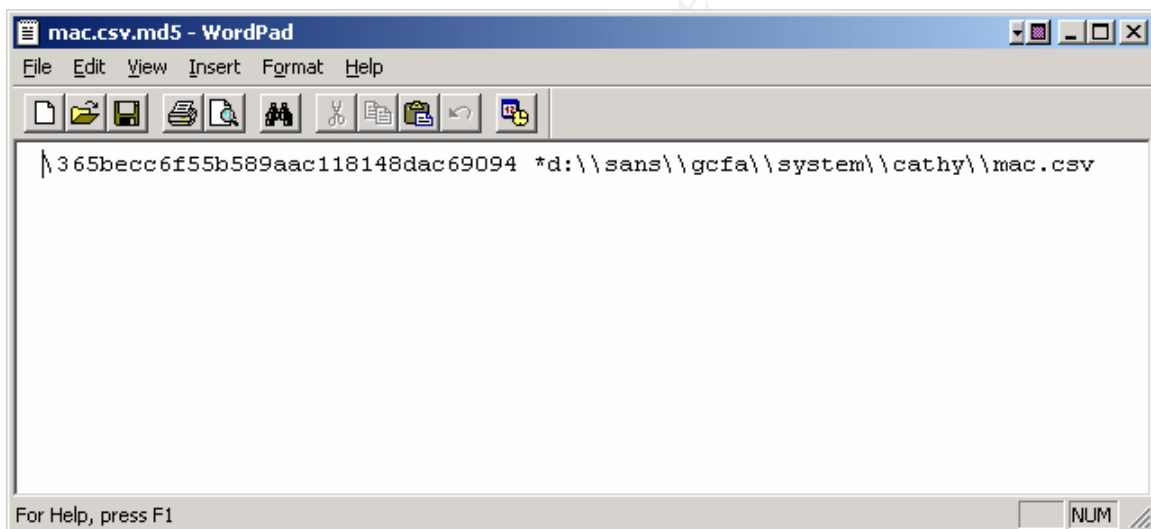 mac.csv.md5 - WordPad
File Edit View Insert Format Help
\365becc6f55b589aac118148dac69094 *d:\\sans\\gcfa\\system\\cathy\\mac.csv
For Help, press F1
NUM